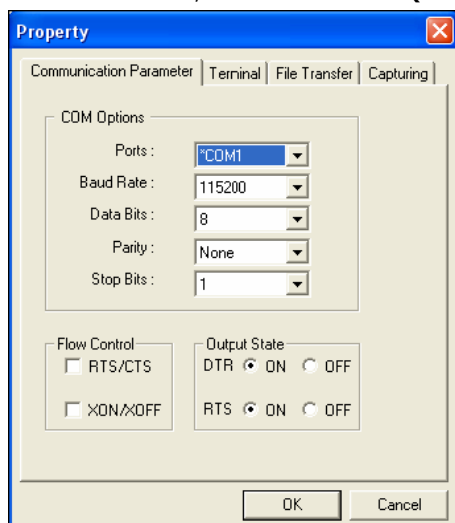 Property
Communication Parameter Terminal File Transfer Capturing
COM Options
Ports : *COM1
Baud Rate : 115200
Data Bits : 8
Parity : None
Stop Bits : 1
Flow Control
RTS/CTS
XON/XOFF
Output State
DTR ON OFF
RTS ON OFF
OK Cancel